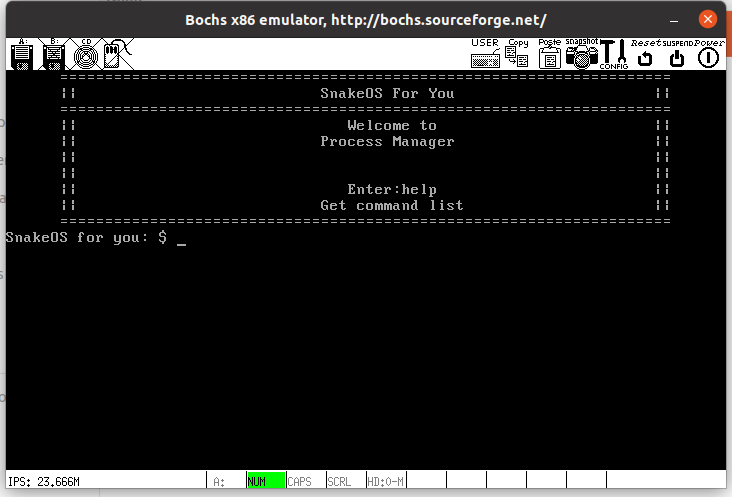 Bochs x86 emulator, http://bochs.sourceforge.net/
A: B: CD USER Copy Paste snapshot CONFIG Reset SUSPEND Power
================================================================================
|| SnakeOS For You ||
================================================================================
|| Welcome to ||
|| Process Manager ||
|| ||
|| ||
|| Enter:help ||
|| Get command list ||
================================================================================
SnakeOS for you: $ _
IPS: 23.666M A: NUM CAPS SCRL HD:0-M